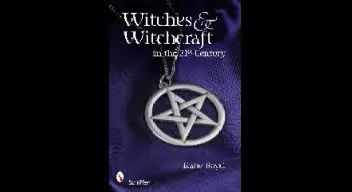 Witches &
Witchcraft
in the 21st Century